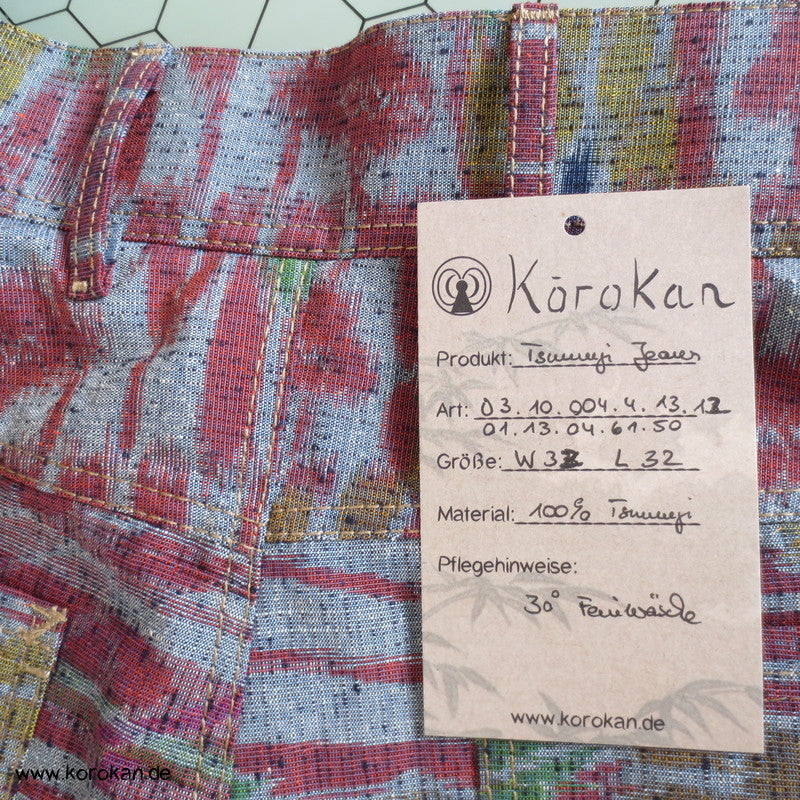 Kōrokan
Produkt: Tsumugi Jeans
Art: 03.10.004.4.13.12
01.13.04.61.50
Größe: W 32 L 32
Material: 100% Tsumugi
Pflegehinweise:
30° Feinwäsche
www.korokan.de
www.korokan.de